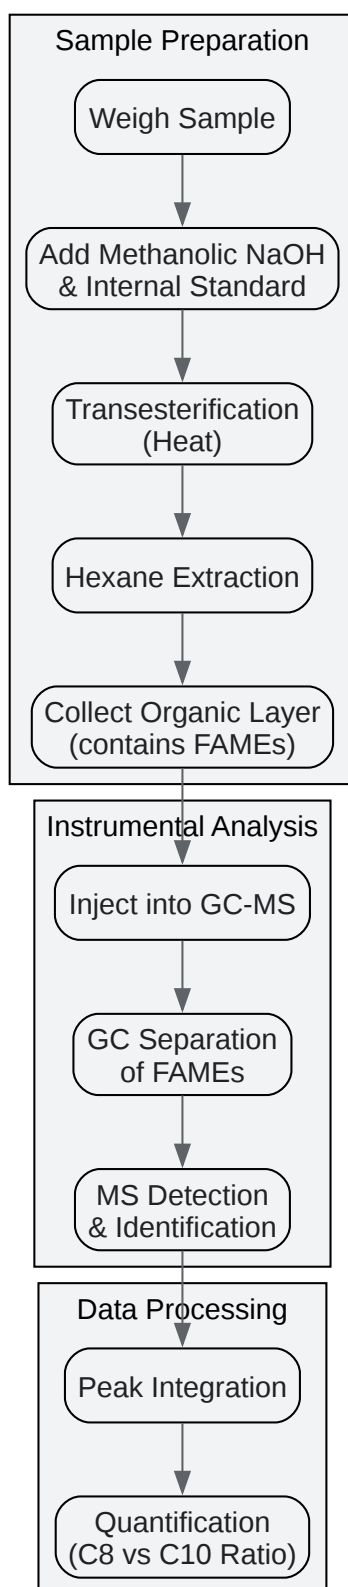 Sample Preparation
Weigh Sample
Add Methanolic NaOH
& Internal Standard
Transesterification
(Heat)
Hexane Extraction
Collect Organic Layer
(contains FAMEs)
Instrumental Analysis
Inject into GC-MS
GC Separation
of FAMEs
MS Detection
& Identification
Data Processing
Peak Integration
Quantification
(C8 vs C10 Ratio)